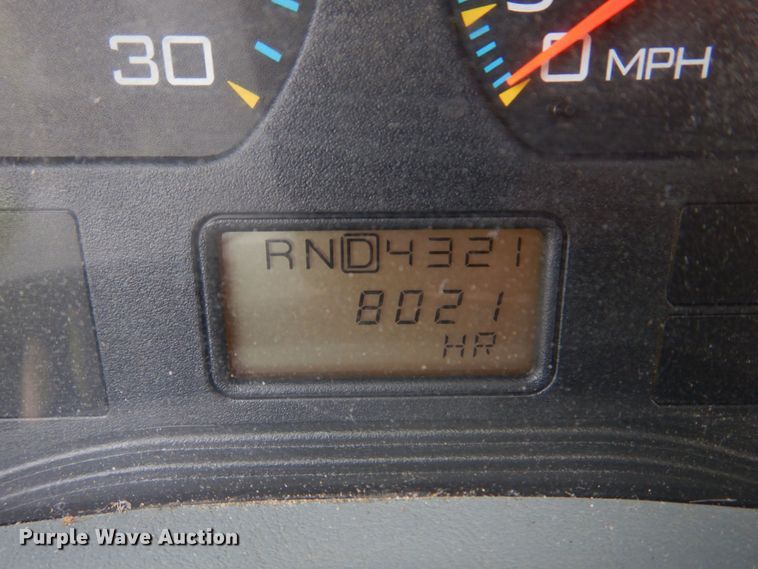 30
0 MPH
RND4321
8021
HR
Purple Wave Auction